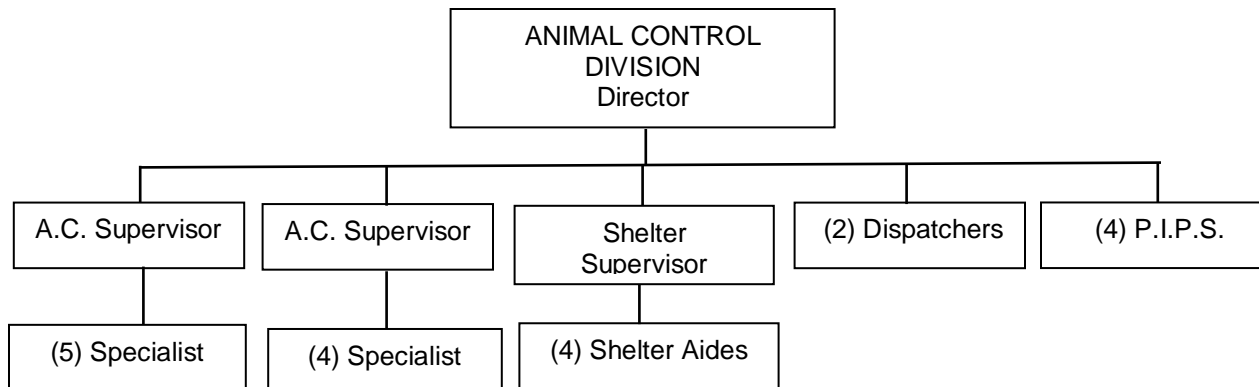 ANIMAL CONTROL
DIVISION
Director
A.C. Supervisor
A.C. Supervisor
Shelter
Supervisor
(2) Dispatchers
(4) P.I.P.S.
(5) Specialist
(4) Specialist
(4) Shelter Aides